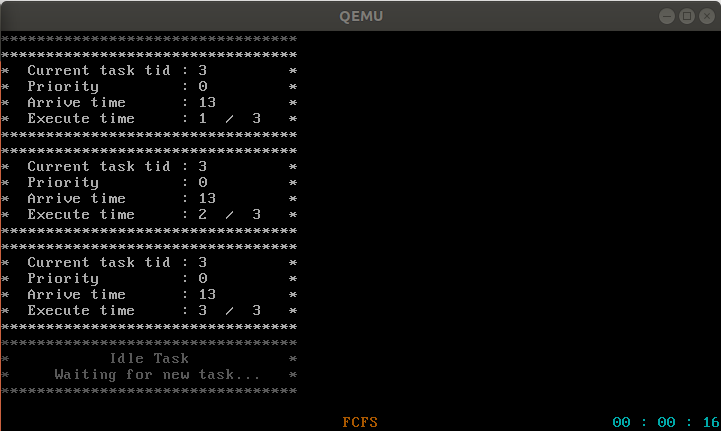 QEMU
*********************************
*********************************
*  Current task tid : 3         *
*  Priority         : 0         *
*  Arrive time      : 13        *
*  Execute time     : 1  /  3   *
*********************************
*********************************
*  Current task tid : 3         *
*  Priority         : 0         *
*  Arrive time      : 13        *
*  Execute time     : 2  /  3   *
*********************************
*********************************
*  Current task tid : 3         *
*  Priority         : 0         *
*  Arrive time      : 13        *
*  Execute time     : 3  /  3   *
*********************************
*********************************
*           Idle Task           *
*     Waiting for new task...   *
*********************************
FCFS 00 : 00 : 16